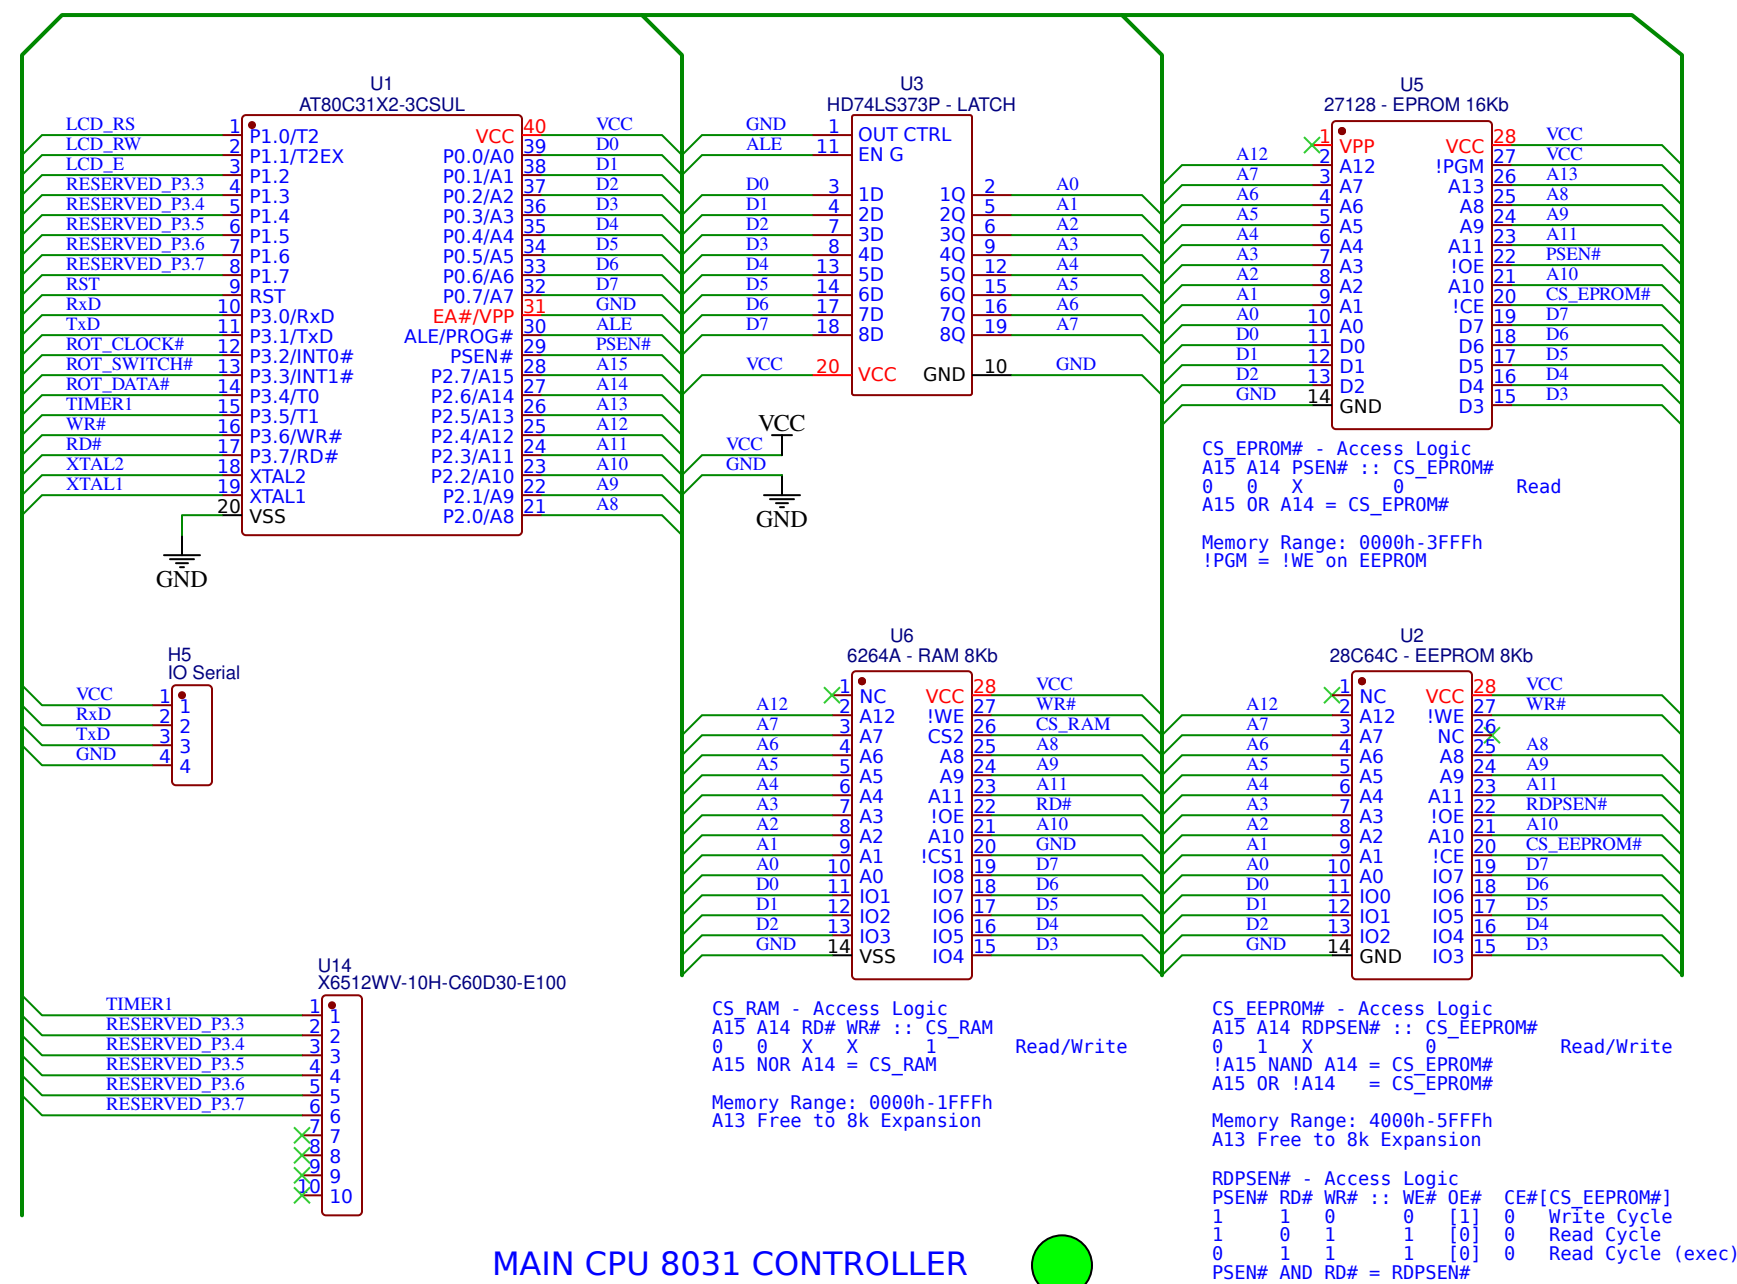 U1
AT80C31X2-3CSUL
LCD_RS 1 P1.0/T2
LCD_RW 2 P1.1/T2EX
LCD_E 3 P1.2
RESERVED_P3.3 4 P1.3
RESERVED_P3.4 5 P1.4
RESERVED_P3.5 6 P1.5
RESERVED_P3.6 7 P1.6
RESERVED_P3.7 8 P1.7
RST 9 RST
RxD 10 P3.0/RxD
TxD 11 P3.1/TxD
ROT_CLOCK# 12 P3.2/INT0#
ROT_SWITCH# 13 P3.3/INT1#
ROT_DATA# 14 P3.4/T0
TIMER1 15 P3.5/T1
WR# 16 P3.6/WR#
RD# 17 P3.7/RD#
XTAL2 18 XTAL2
XTAL1 19 XTAL1
20 VSS
GND
VCC 40 VCC
P0.0/A0 39 D0
P0.1/A1 38 D1
P0.2/A2 37 D2
P0.3/A3 36 D3
P0.4/A4 35 D4
P0.5/A5 34 D5
P0.6/A6 33 D6
P0.7/A7 32 D7
EA#/VPP 31 GND
ALE/PROG# 30 ALE
PSEN# 29 PSEN#
P2.7/A15 28 A15
P2.6/A14 27 A14
P2.5/A13 26 A13
P2.4/A12 25 A12
P2.3/A11 24 A11
P2.2/A10 23 A10
P2.1/A9 22 A9
P2.0/A8 21 A8
U3
HD74LS373P - LATCH
GND 1 OUT CTRL
ALE 11 EN G
D0 3 1D 1Q 2 A0
D1 4 2D 2Q 5 A1
D2 7 3D 3Q 6 A2
D3 8 4D 4Q 9 A3
D4 13 5D 5Q 12 A4
D5 14 6D 6Q 15 A5
D6 17 7D 7Q 16 A6
D7 18 8D 8Q 19 A7
VCC 20 VCC GND 10 GND
VCC
VCC
GND
GND
U5
27128 - EPROM 16Kb
1 VPP VCC 28 VCC
A12 2 A12 !PGM 27 VCC
A7 3 A7 A13 26 A13
A6 4 A6 A8 25 A8
A5 5 A5 A9 24 A9
A4 6 A4 A11 23 A11
A3 7 A3 !OE 22 PSEN#
A2 8 A2 A10 21 A10
A1 9 A1 !CE 20 CS_EPROM#
A0 10 A0 D7 19 D7
D0 11 D0 D6 18 D6
D1 12 D1 D5 17 D5
D2 13 D2 D4 16 D4
GND 14 GND D3 15 D3
CS_EPROM# - Access Logic
A15 A14 PSEN# :: CS_EPROM#
0 0 X 0 Read
A15 OR A14 = CS_EPROM#
Memory Range: 0000h-3FFFh
!PGM = !WE on EEPROM
H5
IO Serial
VCC 1 1
RxD 2 2
TxD 3 3
GND 4 4
U14
X6512WV-10H-C60D30-E100
TIMER1 1 1
RESERVED_P3.3 2 2
RESERVED_P3.4 3 3
RESERVED_P3.5 4 4
RESERVED_P3.6 5 5
RESERVED_P3.7 6 6
7 7
8 8
9 9
10 10
U6
6264A - RAM 8Kb
1 NC VCC 28 VCC
A12 2 A12 !WE 27 WR#
A7 3 A7 CS2 26 CS_RAM
A6 4 A6 A8 25 A8
A5 5 A5 A9 24 A9
A4 6 A4 A11 23 A11
A3 7 A3 !OE 22 RD#
A2 8 A2 A10 21 A10
A1 9 A1 !CS1 20 GND
A0 10 A0 IO8 19 D7
D0 11 IO1 IO7 18 D6
D1 12 IO2 IO6 17 D5
D2 13 IO3 IO5 16 D4
GND 14 VSS IO4 15 D3
CS_RAM - Access Logic
A15 A14 RD# WR# :: CS_RAM
0 0 X X 1 Read/Write
A15 NOR A14 = CS_RAM
Memory Range: 0000h-1FFFh
A13 Free to 8k Expansion
U2
28C64C - EEPROM 8Kb
1 NC VCC 28 VCC
A12 2 A12 !WE 27 WR#
A7 3 A7 NC 26
A6 4 A6 A8 25 A8
A5 5 A5 A9 24 A9
A4 6 A4 A11 23 A11
A3 7 A3 !OE 22 RDPSEN#
A2 8 A2 A10 21 A10
A1 9 A1 !CE 20 CS_EEPROM#
A0 10 A0 IO7 19 D7
D0 11 IO0 IO6 18 D6
D1 12 IO1 IO5 17 D5
D2 13 IO2 IO4 16 D4
GND 14 GND IO3 15 D3
CS_EEPROM# - Access Logic
A15 A14 RDPSEN# :: CS_EEPROM#
0 1 X 0 Read/Write
!A15 NAND A14 = CS_EPROM#
A15 OR !A14 = CS_EPROM#
Memory Range: 4000h-5FFFh
A13 Free to 8k Expansion
RDPSEN# - Access Logic
PSEN# RD# WR# :: WE# OE# CE#[CS_EEPROM#]
1 1 0 0 [1] 0 Write Cycle
1 0 1 1 [0] 0 Read Cycle
0 1 1 1 [0] 0 Read Cycle (exec)
PSEN# AND RD# = RDPSEN#
MAIN CPU 8031 CONTROLLER